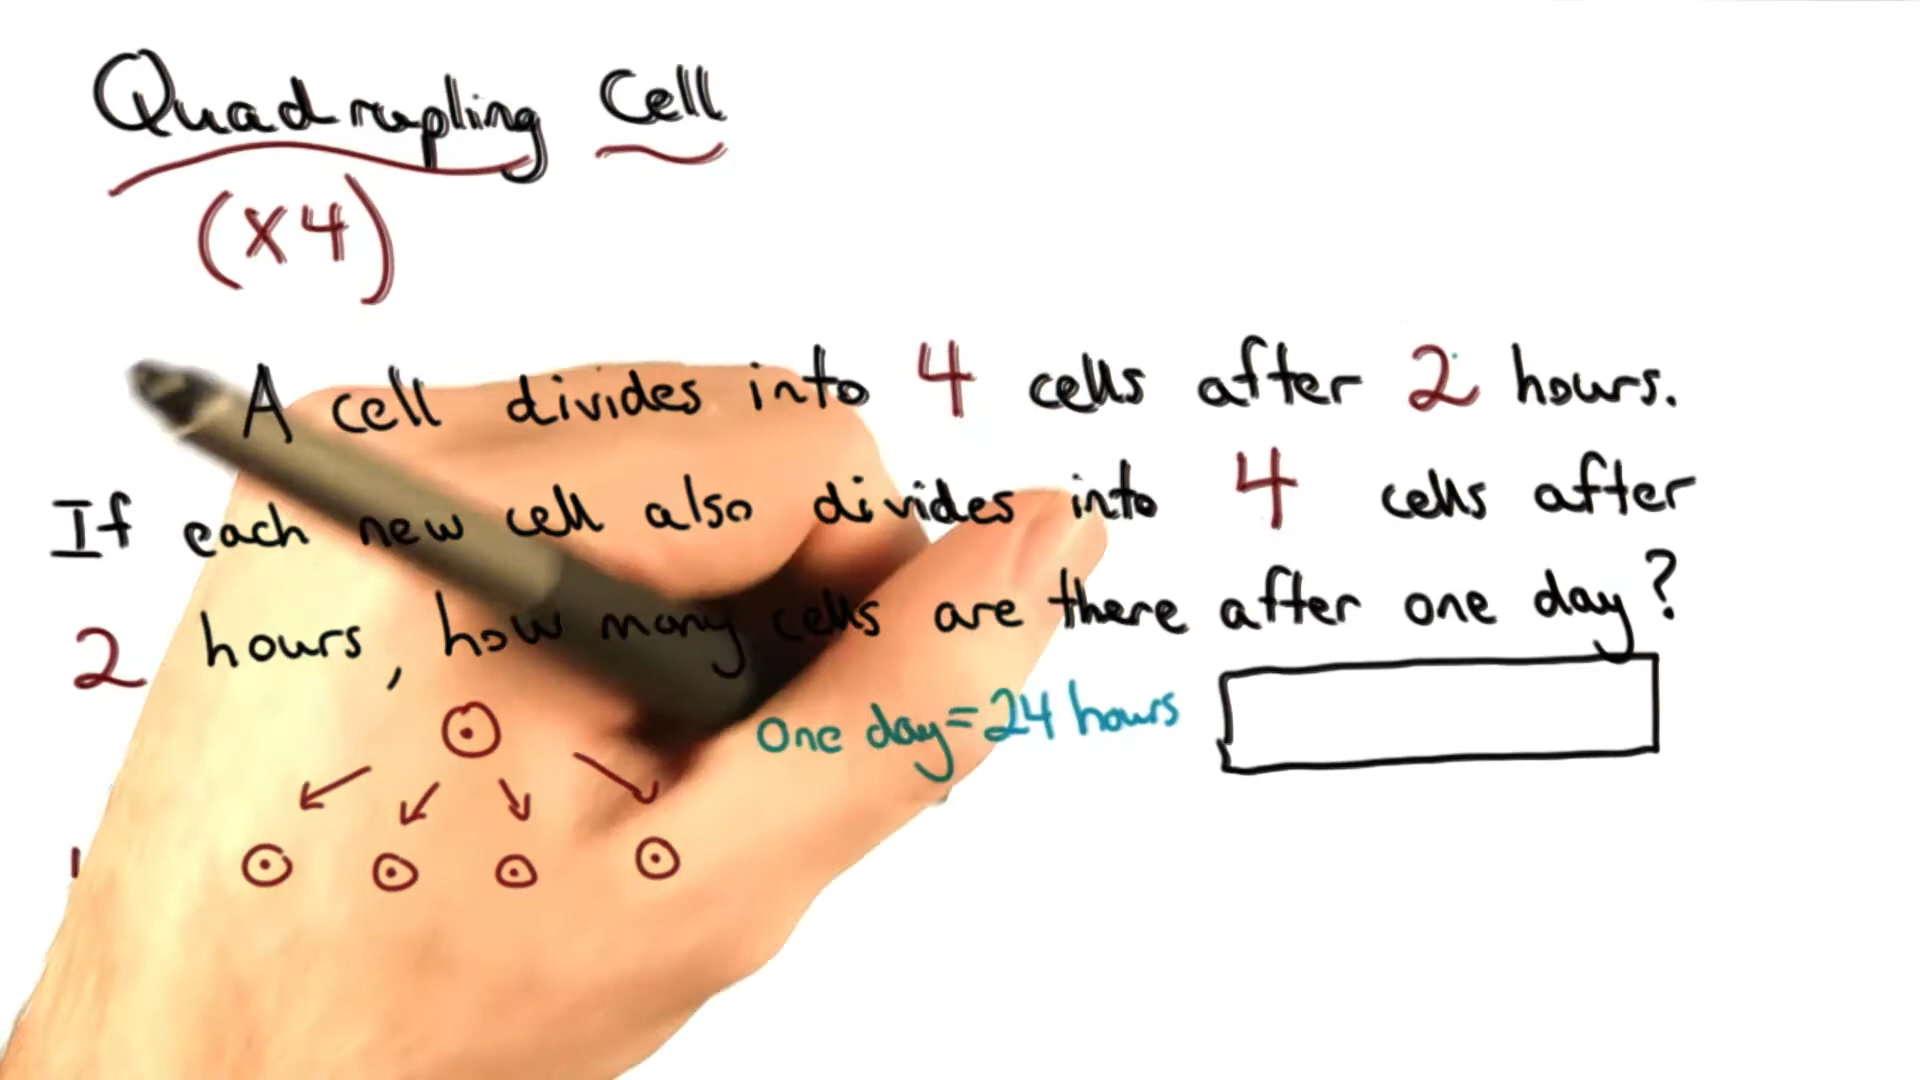 Quadrupling Cell
(x4)
A cell divides into 4 cells after 2 hours.
If each new cell also divides into 4 cells after
2 hours, how many cells are there after one day?
One day=24 hours